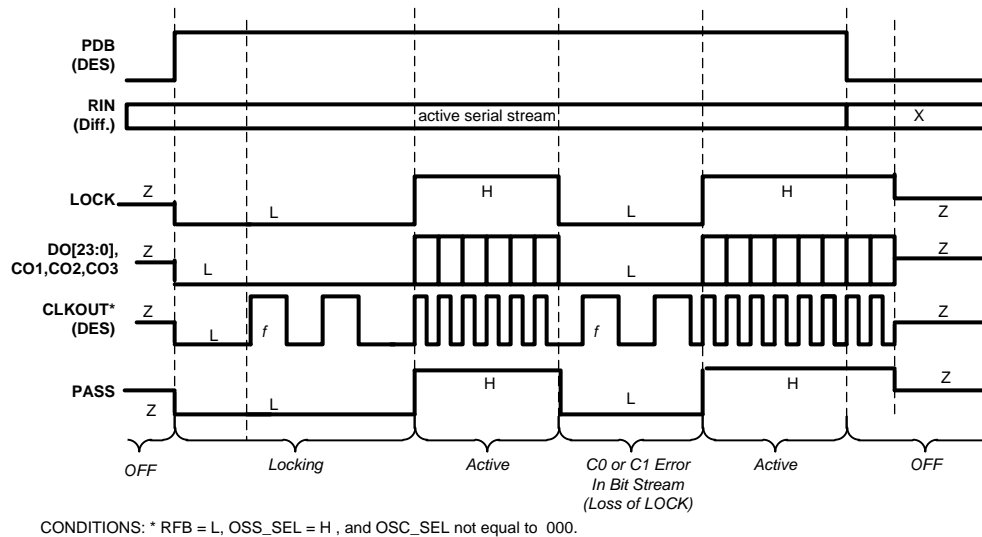 PDB
(DES)
RIN
(Diff.)
active serial stream
X
LOCK
Z
L
H
L
H
Z
DO[23:0],
CO1,CO2,CO3
Z
L
L
Z
CLKOUT*
(DES)
Z
L
f
f
Z
PASS
Z
L
H
L
H
Z
OFF
Locking
Active
C0 or C1 Error
In Bit Stream
(Loss of LOCK)
Active
OFF
CONDITIONS: * RFB = L, OSS_SEL = H , and OSC_SEL not equal to 000.